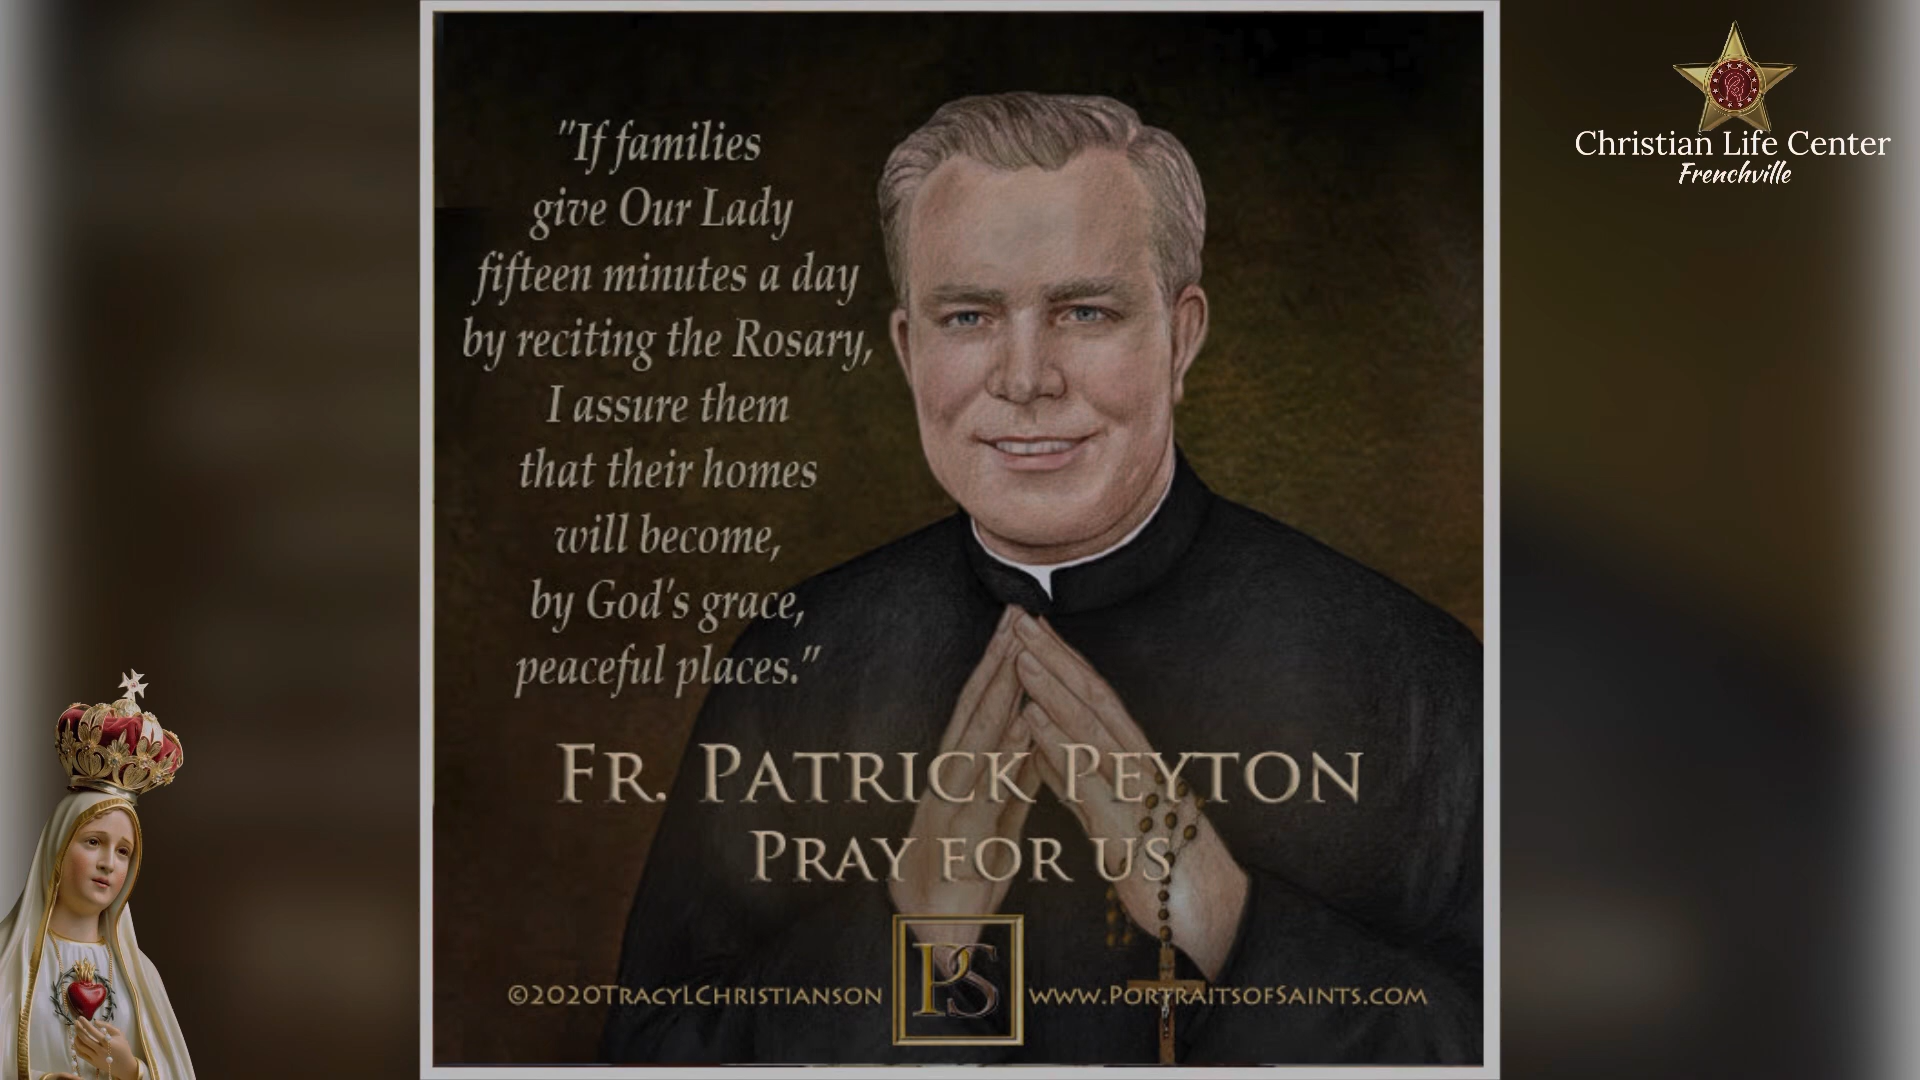 "If families
give Our Lady
fifteen minutes a day
by reciting the Rosary,
I assure them
that their homes
will become,
by God's grace,
peaceful places."
Fr. Patrick Peyton
Pray for us
©2020TracyLChristianson
PS
www.PortraitsofSaints.com
Christian Life Center
Frenchville